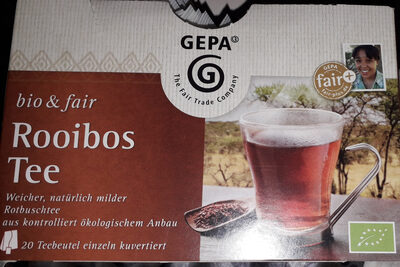 GEPA
The Fair Trade Company
GEPA
fair+
bio & fair
Rooibos
Tee
Weicher, natürlich milder
Rotbuschtee
aus kontrolliert ökologischem Anbau
20 Teebeutel einzeln kuvertiert